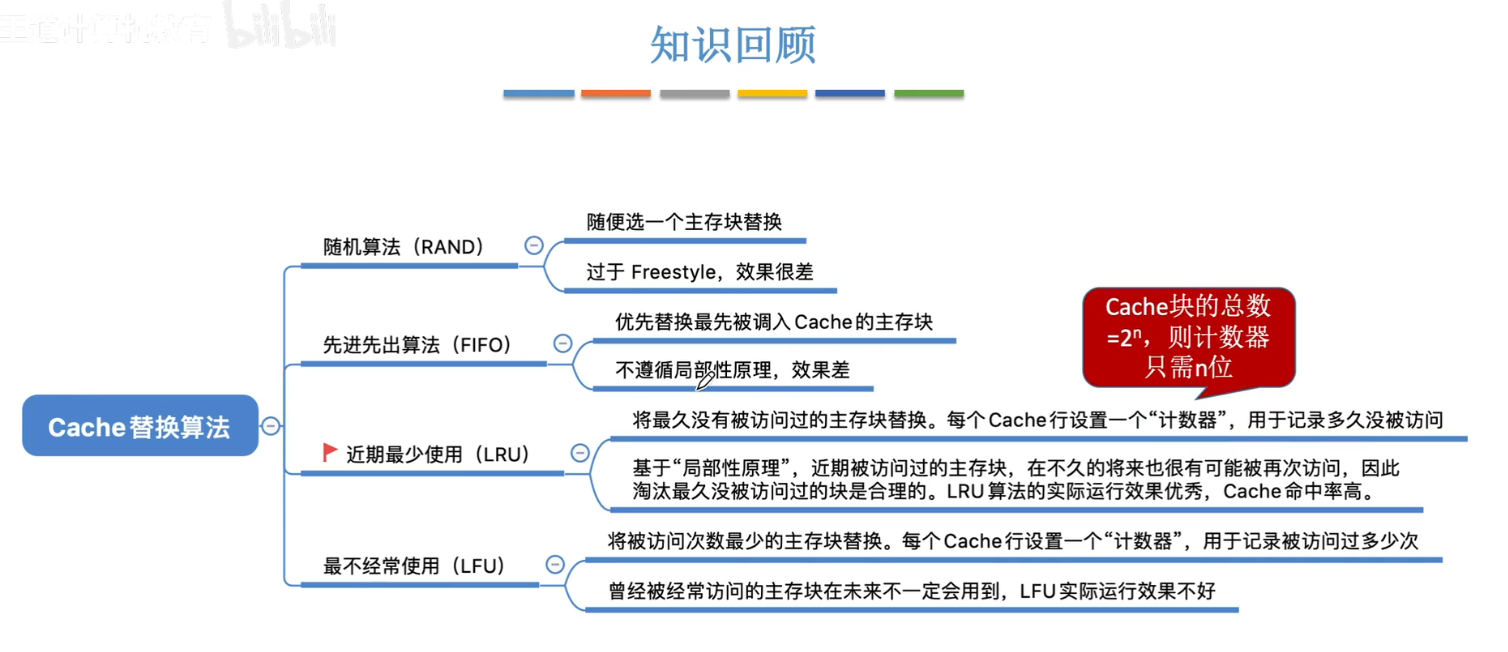 王道计算机教育 bilibili
知识回顾
随机算法（RAND）
随便选一个主存块替换
过于 Freestyle，效果很差
先进先出算法（FIFO）
优先替换最先被调入Cache的主存块
不遵循局部性原理，效果差
Cache块的总数
=2ⁿ，则计数器
只需n位
Cache替换算法
近期最少使用（LRU）
将最久没有被访问过的主存块替换。每个Cache行设置一个“计数器”，用于记录多久没被访问
基于“局部性原理”，近期被访问过的主存块，在不久的将来也很有可能被再次访问，因此
淘汰最久没被访问过的块是合理的。LRU算法的实际运行效果优秀，Cache命中率高。
最不经常使用（LFU）
将被访问次数最少的主存块替换。每个Cache行设置一个“计数器”，用于记录被访问过多少次
曾经被经常访问的主存块在未来不一定会用到，LFU实际运行效果不好